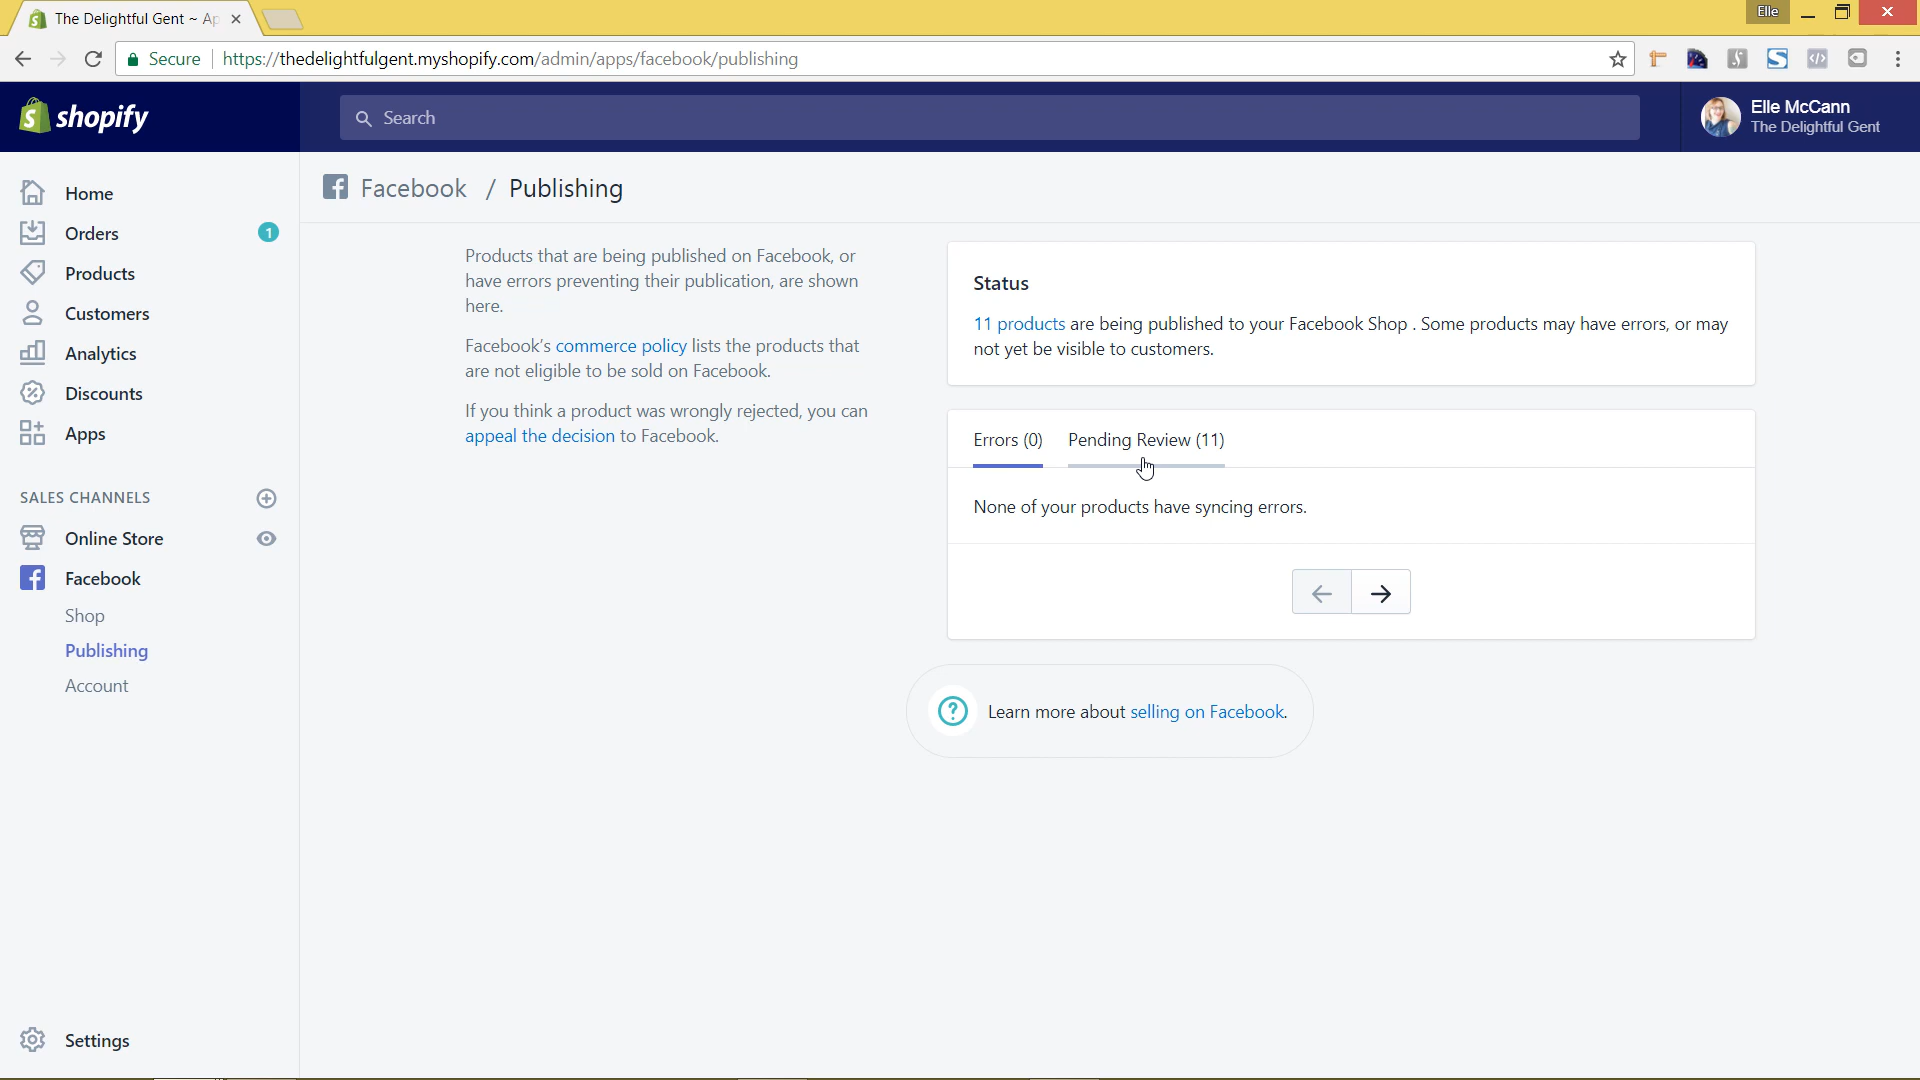 The Delightful Gent ~ Ap
Elle
Secure
https://thedelightfulgent.myshopify.com/admin/apps/facebook/publishing
shopify
Search
Elle McCann
The Delightful Gent
Home
Orders
1
Products
Customers
Analytics
Discounts
Apps
SALES CHANNELS
Online Store
Facebook
Shop
Publishing
Account
Settings
Facebook / Publishing
Products that are being published on Facebook, or
have errors preventing their publication, are shown
here.
Facebook's commerce policy lists the products that
are not eligible to be sold on Facebook.
If you think a product was wrongly rejected, you can
appeal the decision to Facebook.
Status
11 products are being published to your Facebook Shop . Some products may have errors, or may
not yet be visible to customers.
Errors (0) Pending Review (11)
None of your products have syncing errors.
Learn more about selling on Facebook.